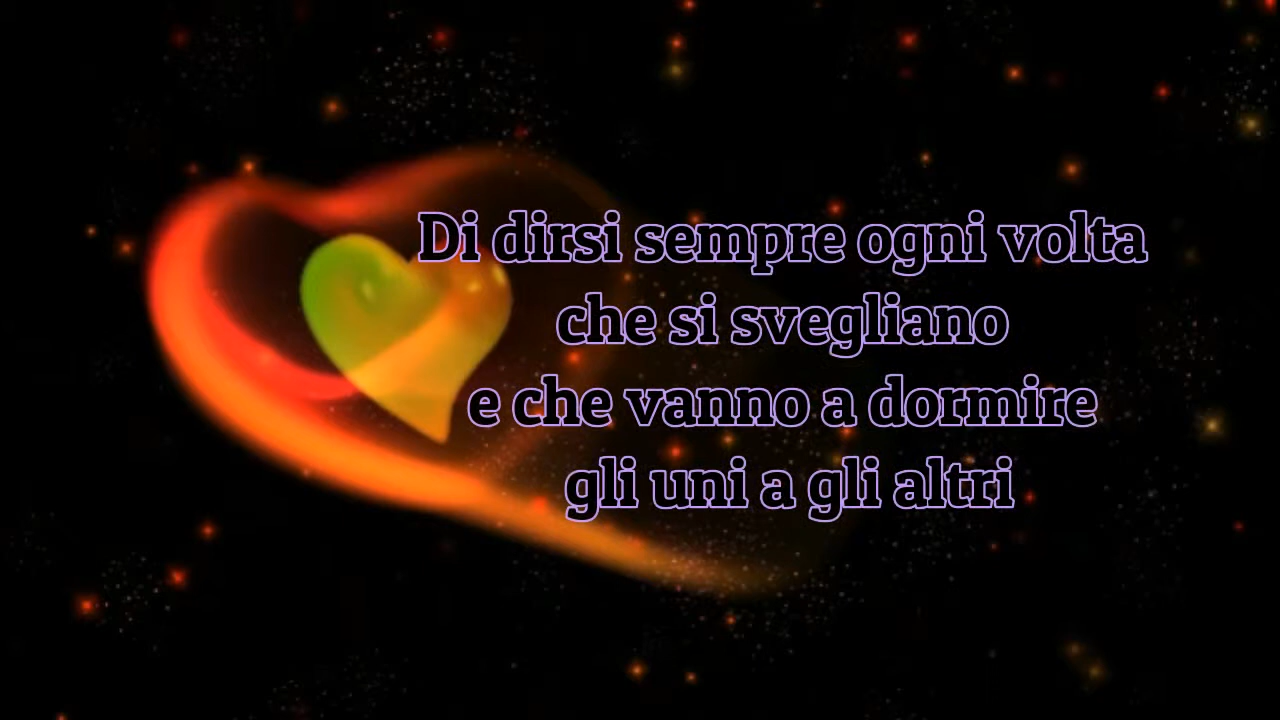 Di dirsi sempre ogni volta
che si svegliano
e che vanno a dormire
gli uni a gli altri